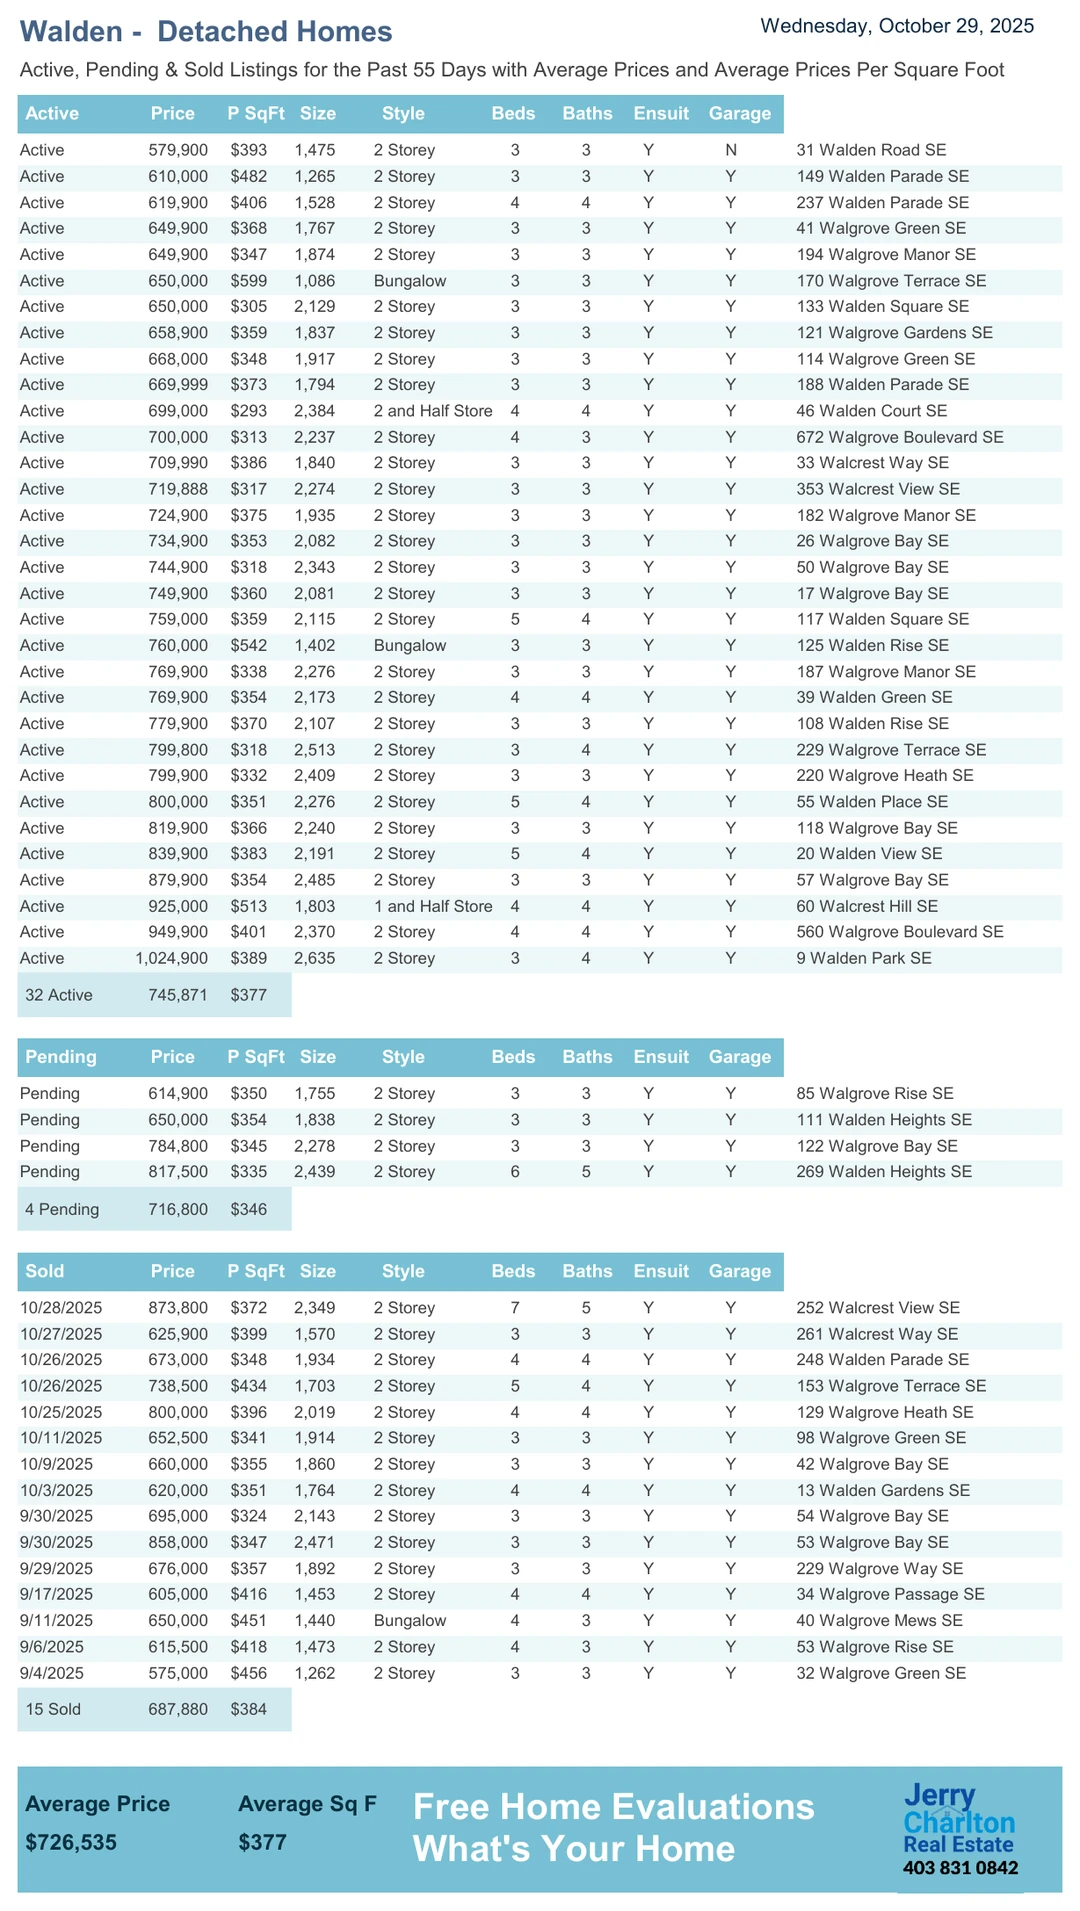 Walden - Detached Homes
Wednesday, October 29, 2025
Active, Pending & Sold Listings for the Past 55 Days with Average Prices and Average Prices Per Square Foot
Active Price P SqFt Size Style Beds Baths Ensuit Garage
Active 579,900 $393 1,475 2 Storey 3 3 Y N 31 Walden Road SE
Active 610,000 $482 1,265 2 Storey 3 3 Y Y 149 Walden Parade SE
Active 619,900 $406 1,528 2 Storey 4 4 Y Y 237 Walden Parade SE
Active 649,900 $368 1,767 2 Storey 3 3 Y Y 41 Walgrove Green SE
Active 649,900 $347 1,874 2 Storey 3 3 Y Y 194 Walgrove Manor SE
Active 650,000 $599 1,086 Bungalow 3 3 Y Y 170 Walgrove Terrace SE
Active 650,000 $305 2,129 2 Storey 3 3 Y Y 133 Walden Square SE
Active 658,900 $359 1,837 2 Storey 3 3 Y Y 121 Walgrove Gardens SE
Active 668,000 $348 1,917 2 Storey 3 3 Y Y 114 Walgrove Green SE
Active 669,999 $373 1,794 2 Storey 3 3 Y Y 188 Walden Parade SE
Active 699,000 $293 2,384 2 and Half Store 4 4 Y Y 46 Walden Court SE
Active 700,000 $313 2,237 2 Storey 4 3 Y Y 672 Walgrove Boulevard SE
Active 709,990 $386 1,840 2 Storey 3 3 Y Y 33 Walcrest Way SE
Active 719,888 $317 2,274 2 Storey 3 3 Y Y 353 Walcrest View SE
Active 724,900 $375 1,935 2 Storey 3 3 Y Y 182 Walgrove Manor SE
Active 734,900 $353 2,082 2 Storey 3 3 Y Y 26 Walgrove Bay SE
Active 744,900 $318 2,343 2 Storey 3 3 Y Y 50 Walgrove Bay SE
Active 749,900 $360 2,081 2 Storey 3 3 Y Y 17 Walgrove Bay SE
Active 759,000 $359 2,115 2 Storey 5 4 Y Y 117 Walden Square SE
Active 760,000 $542 1,402 Bungalow 3 3 Y Y 125 Walden Rise SE
Active 769,900 $338 2,276 2 Storey 3 3 Y Y 187 Walgrove Manor SE
Active 769,900 $354 2,173 2 Storey 4 4 Y Y 39 Walden Green SE
Active 779,900 $370 2,107 2 Storey 3 3 Y Y 108 Walden Rise SE
Active 799,800 $318 2,513 2 Storey 3 4 Y Y 229 Walgrove Terrace SE
Active 799,900 $332 2,409 2 Storey 3 3 Y Y 220 Walgrove Heath SE
Active 800,000 $351 2,276 2 Storey 5 4 Y Y 55 Walden Place SE
Active 819,900 $366 2,240 2 Storey 3 3 Y Y 118 Walgrove Bay SE
Active 839,900 $383 2,191 2 Storey 5 4 Y Y 20 Walden View SE
Active 879,900 $354 2,485 2 Storey 3 3 Y Y 57 Walgrove Bay SE
Active 925,000 $513 1,803 1 and Half Store 4 4 Y Y 60 Walcrest Hill SE
Active 949,900 $401 2,370 2 Storey 4 4 Y Y 560 Walgrove Boulevard SE
Active 1,024,900 $389 2,635 2 Storey 3 4 Y Y 9 Walden Park SE
32 Active 745,871 $377
Pending Price P SqFt Size Style Beds Baths Ensuit Garage
Pending 614,900 $350 1,755 2 Storey 3 3 Y Y 85 Walgrove Rise SE
Pending 650,000 $354 1,838 2 Storey 3 3 Y Y 111 Walden Heights SE
Pending 784,800 $345 2,278 2 Storey 3 3 Y Y 122 Walgrove Bay SE
Pending 817,500 $335 2,439 2 Storey 6 5 Y Y 269 Walden Heights SE
4 Pending 716,800 $346
Sold Price P SqFt Size Style Beds Baths Ensuit Garage
10/28/2025 873,800 $372 2,349 2 Storey 7 5 Y Y 252 Walcrest View SE
10/27/2025 625,900 $399 1,570 2 Storey 3 3 Y Y 261 Walcrest Way SE
10/26/2025 673,000 $348 1,934 2 Storey 4 4 Y Y 248 Walden Parade SE
10/26/2025 738,500 $434 1,703 2 Storey 5 4 Y Y 153 Walgrove Terrace SE
10/25/2025 800,000 $396 2,019 2 Storey 4 4 Y Y 129 Walgrove Heath SE
10/11/2025 652,500 $341 1,914 2 Storey 3 3 Y Y 98 Walgrove Green SE
10/9/2025 660,000 $355 1,860 2 Storey 3 3 Y Y 42 Walgrove Bay SE
10/3/2025 620,000 $351 1,764 2 Storey 4 4 Y Y 13 Walden Gardens SE
9/30/2025 695,000 $324 2,143 2 Storey 3 3 Y Y 54 Walgrove Bay SE
9/30/2025 858,000 $347 2,471 2 Storey 3 3 Y Y 53 Walgrove Bay SE
9/29/2025 676,000 $357 1,892 2 Storey 3 3 Y Y 229 Walgrove Way SE
9/17/2025 605,000 $416 1,453 2 Storey 4 4 Y Y 34 Walgrove Passage SE
9/11/2025 650,000 $451 1,440 Bungalow 4 3 Y Y 40 Walgrove Mews SE
9/6/2025 615,500 $418 1,473 2 Storey 4 3 Y Y 53 Walgrove Rise SE
9/4/2025 575,000 $456 1,262 2 Storey 3 3 Y Y 32 Walgrove Green SE
15 Sold 687,880 $384
Average Price Average Sq F
$726,535 $377
Free Home Evaluations
What's Your Home
Jerry
Charlton
Real Estate
403 831 0842